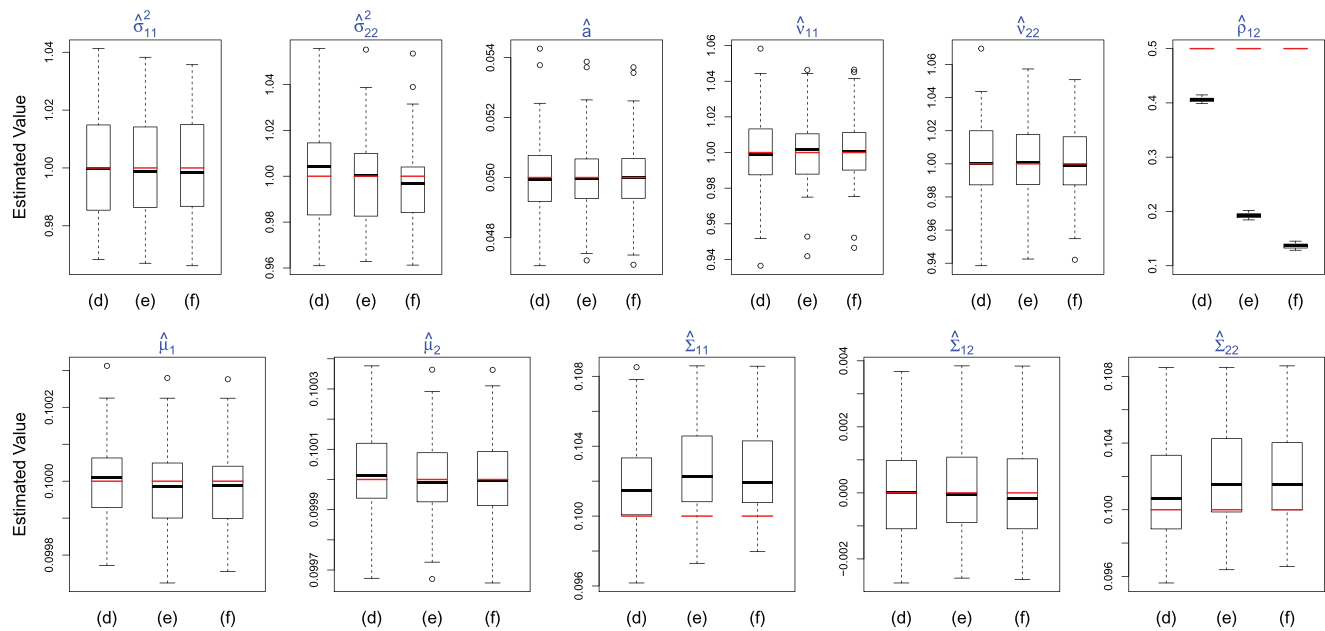 σ̂²₁₁
σ̂²₂₂
â
ν̂₁₁
ν̂₂₂
ρ̂₁₂
Estimated Value
0.98 1.00 1.02 1.04
0.96 0.98 1.00 1.02 1.04
0.048 0.050 0.052 0.054
0.94 0.96 0.98 1.00 1.02 1.04 1.06
0.94 0.96 0.98 1.00 1.02 1.04 1.06
0.1 0.2 0.3 0.4 0.5
(d) (e) (f)
(d) (e) (f)
(d) (e) (f)
(d) (e) (f)
(d) (e) (f)
(d) (e) (f)
μ̂₁
μ̂₂
Σ̂₁₁
Σ̂₁₂
Σ̂₂₂
Estimated Value
0.0998 0.1000 0.1002
0.0997 0.0999 0.1001 0.1003
0.096 0.100 0.104 0.108
−0.002 0.000 0.002 0.004
0.096 0.100 0.104 0.108
(d) (e) (f)
(d) (e) (f)
(d) (e) (f)
(d) (e) (f)
(d) (e) (f)